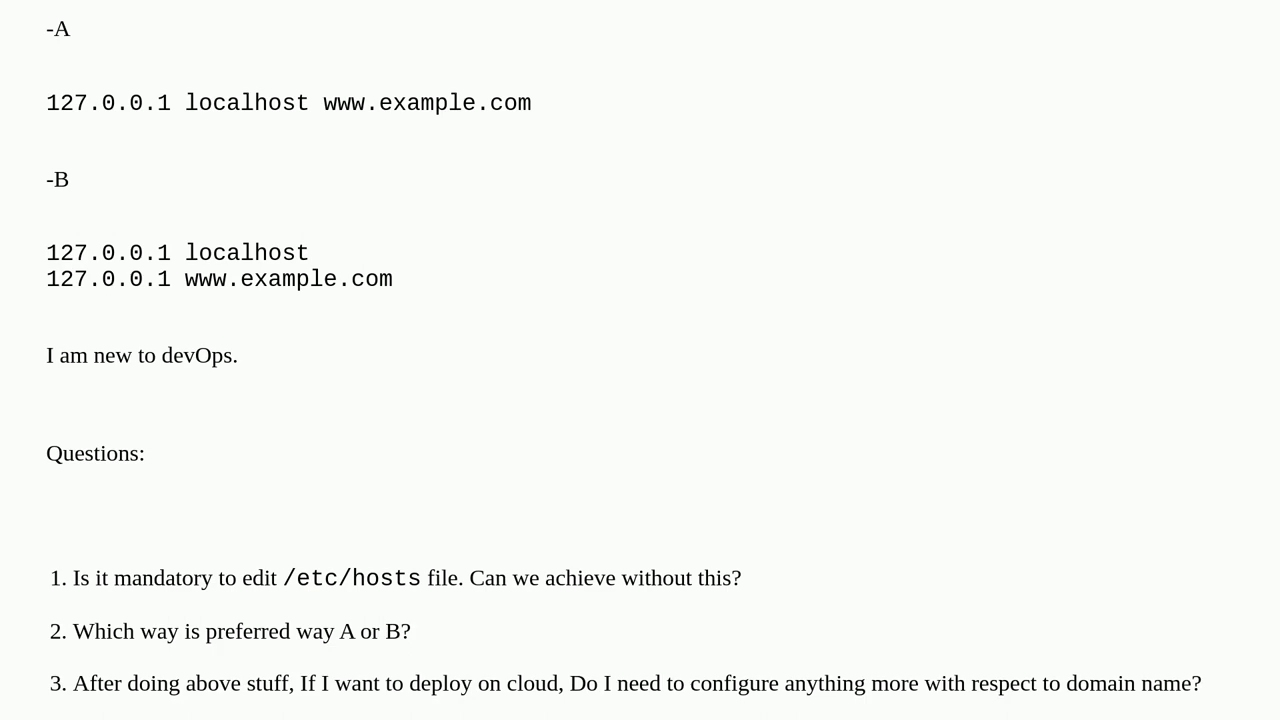 -A
127.0.0.1 localhost www.example.com
-B
127.0.0.1 localhost
127.0.0.1 www.example.com
I am new to devOps.
Questions:
1. Is it mandatory to edit /etc/hosts file. Can we achieve without this?
2. Which way is preferred way A or B?
3. After doing above stuff, If I want to deploy on cloud, Do I need to configure anything more with respect to domain name?